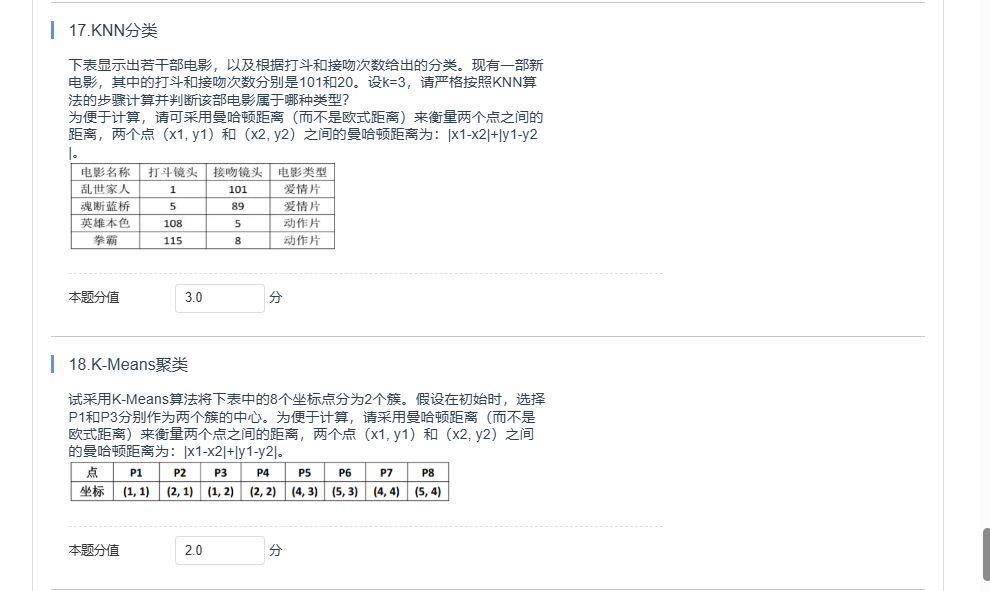 17.KNN分类
下表显示出若干部电影，以及根据打斗和接吻次数给出的分类。现有一部新
电影，其中的打斗和接吻次数分别是101和20。设k=3，请严格按照KNN算
法的步骤计算并判断该部电影属于哪种类型？
为便于计算，请可采用曼哈顿距离（而不是欧式距离）来衡量两个点之间的
距离，两个点（x1, y1）和（x2, y2）之间的曼哈顿距离为：|x1-x2|+|y1-y2
|。
电影名称 打斗镜头 接吻镜头 电影类型
乱世家人 1 101 爱情片
魂断蓝桥 5 89 爱情片
英雄本色 108 5 动作片
拳霸 115 8 动作片
本题分值 3.0 分
18.K-Means聚类
试采用K-Means算法将下表中的8个坐标点分为2个簇。假设在初始时，选择
P1和P3分别作为两个簇的中心。为便于计算，请采用曼哈顿距离（而不是
欧式距离）来衡量两个点之间的距离，两个点（x1, y1）和（x2, y2）之间
的曼哈顿距离为：|x1-x2|+|y1-y2|。
点 P1 P2 P3 P4 P5 P6 P7 P8
坐标 (1, 1) (2, 1) (1, 2) (2, 2) (4, 3) (5, 3) (4, 4) (5, 4)
本题分值 2.0 分